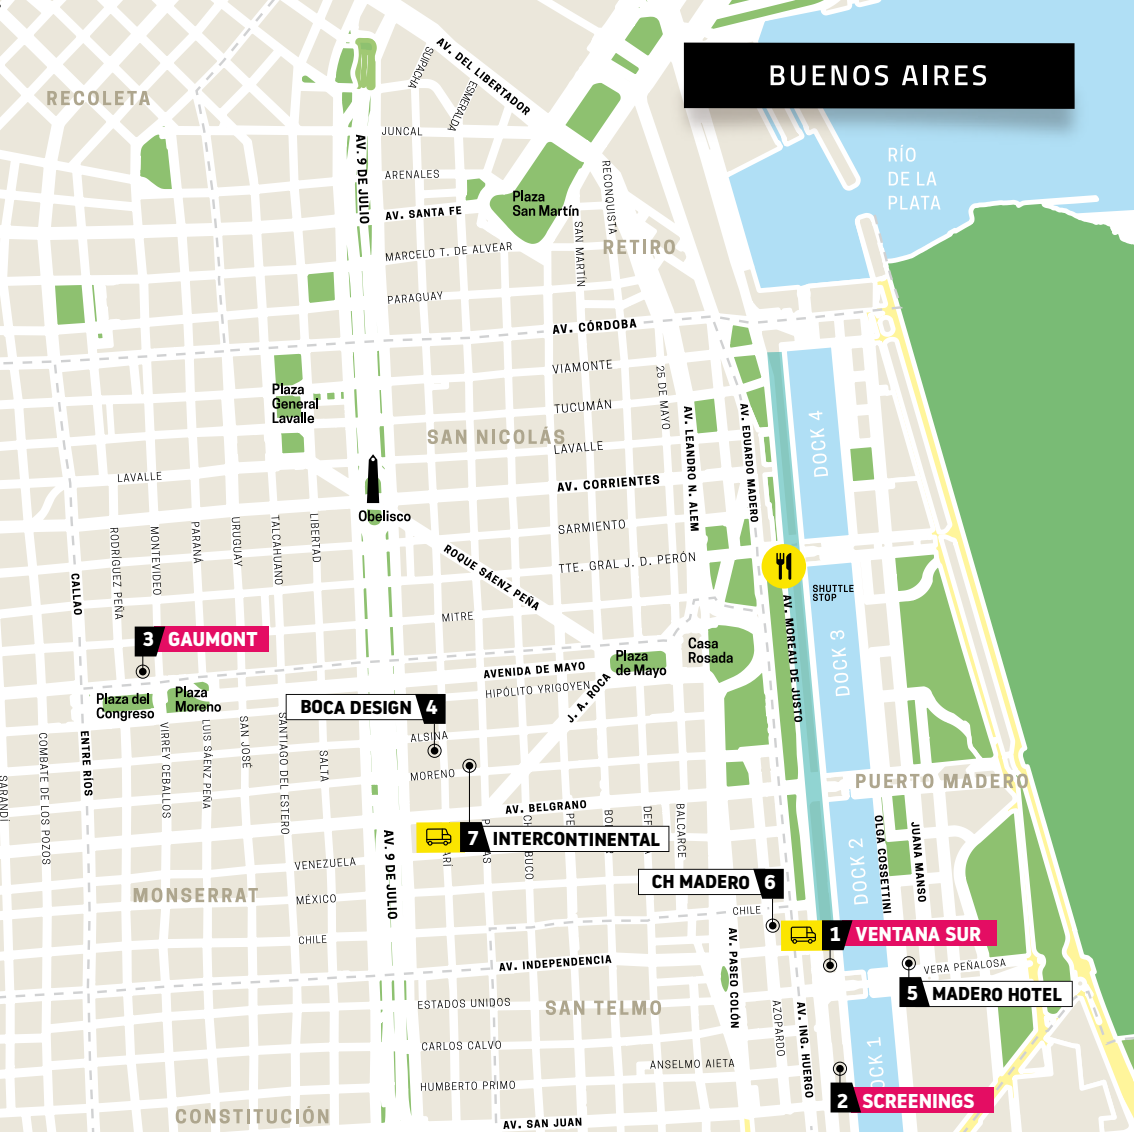 BUENOS AIRES
RECOLETA
SUIPACHA
AV. DEL LIBERTADOR
ESMERALDA
JUNCAL
AV. 9 DE JULIO
ARENALES
AV. SANTA FE
Plaza
San Martín
RECONQUISTA
SAN MARTÍN
RETIRO
RÍO
DE LA
PLATA
MARCELO T. DE ALVEAR
PARAGUAY
AV. CÓRDOBA
VIAMONTE
25 DE MAYO
TUCUMÁN
Plaza
General
Lavalle
SAN NICOLÁS
LAVALLE
AV. LEANDRO N. ALEM
AV. EDUARDO MADERO
DOCK 4
LAVALLE
AV. CORRIENTES
Obelisco
SARMIENTO
TTE. GRAL J. D. PERÓN
RODRÍGUEZ PEÑA
MONTEVIDEO
PARANÁ
URUGUAY
TALCAHUANO
LIBERTAD
ROQUE SÁENZ PEÑA
CALLAO
MITRE
SHUTTLE
STOP
AV. MOREAU DE JUSTO
DOCK 3
3 GAUMONT
Casa
Rosada
Plaza
de Mayo
AVENIDA DE MAYO
HIPÓLITO YRIGOYEN
J. A. ROCA
Plaza del
Congreso
Plaza
Moreno
BOCA DESIGN 4
ALSINA
MORENO
COMBATE DE LOS POZOS
SARANDÍ
ENTRE RÍOS
VIRREY CEBALLOS
LUIS SÁENZ PEÑA
SAN JOSÉ
SANTIAGO DEL ESTERO
SALTA
PUERTO MADERO
AV. BELGRANO
BALCARCE
7 INTERCONTINENTAL
AV. 9 DE JULIO
VENEZUELA
MONSERRAT
MÉXICO
CHILE
CH MADERO 6
CHILE
DOCK 2
OLGA COSSETTINI
JUANA MANSO
1 VENTANA SUR
AV. INDEPENDENCIA
AV. PASEO COLÓN
VERA PEÑALOSA
5 MADERO HOTEL
ESTADOS UNIDOS
SAN TELMO
AZOPARDO
AV. ING. HUERGO
CARLOS CALVO
ANSELMO AIETA
DOCK 1
HUMBERTO PRIMO
2 SCREENINGS
CONSTITUCIÓN
AV. SAN JUAN